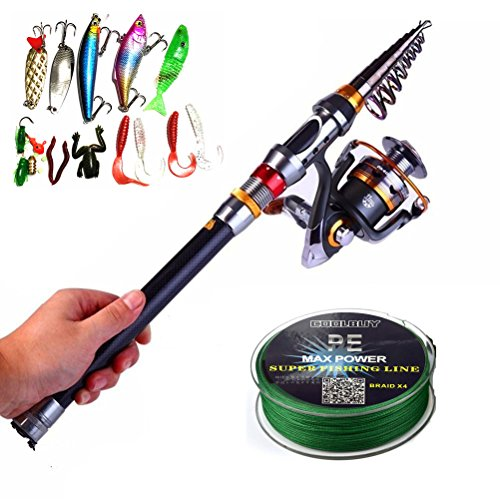 COOLBUY
PE
MAX POWER
SUPER FISHING LINE
BRAID X4